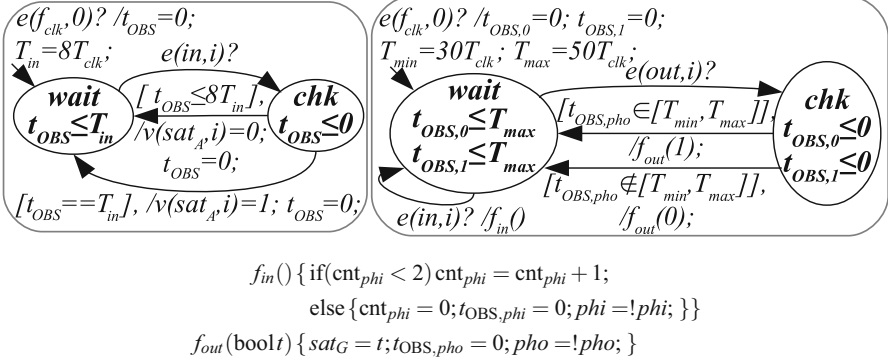 e(f_clk,0)? /t_OBS=0;
T_in=8T_clk;
e(in,i)?
wait
t_OBS≤T_in
[ t_OBS≤8T_in],
/v(sat_A,i)=0;
t_OBS=0;
chk
t_OBS≤0
[t_OBS==T_in], /v(sat_A,i)=1; t_OBS=0;
e(f_clk,0)? /t_OBS,0=0; t_OBS,1=0;
T_min=30T_clk; T_max=50T_clk;
e(out,i)?
wait
t_OBS,0≤T_max
t_OBS,1≤T_max
[t_OBS,pho∈[T_min,T_max]],
/f_out(1);
chk
t_OBS,0≤0
t_OBS,1≤0
[t_OBS,pho∉[T_min,T_max]],
/f_out(0);
e(in,i)? /f_in()
f_in() { if(cnt_phi < 2) cnt_phi = cnt_phi + 1;
else {cnt_phi = 0; t_OBS,phi = 0; phi =!phi; }}
f_out(bool t) { sat_G = t; t_OBS,pho = 0; pho =!pho; }